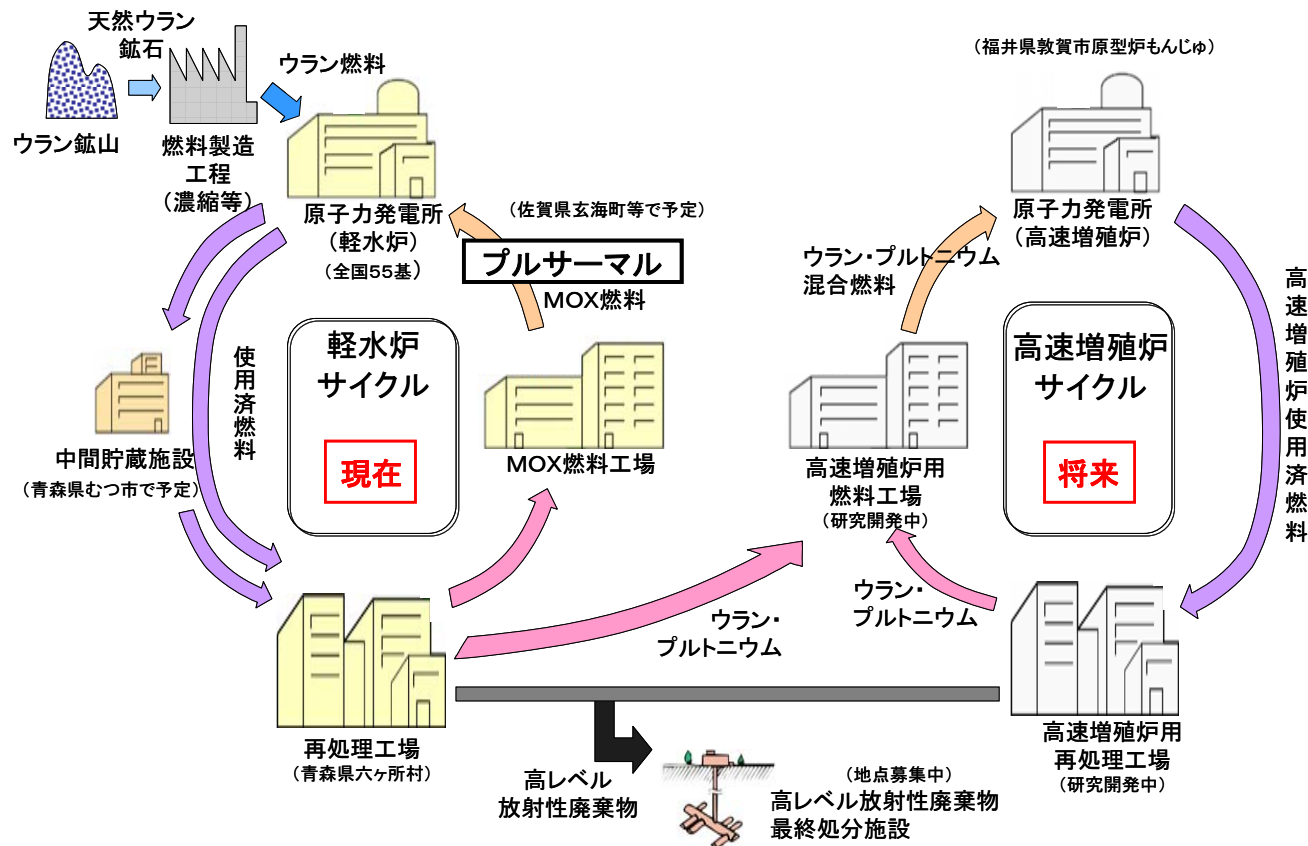 天然ウラン
鉱石
ウラン鉱山
燃料製造
工程
(濃縮等)
ウラン燃料
原子力発電所
(軽水炉)
(全国55基)
(佐賀県玄海町等で予定)
プルサーマル
MOX燃料
軽水炉
サイクル
現在
使用済燃料
中間貯蔵施設
(青森県むつ市で予定)
MOX燃料工場
再処理工場
(青森県六ヶ所村)
(福井県敦賀市原型炉もんじゅ)
原子力発電所
(高速増殖炉)
ウラン・プルトニウム
混合燃料
高速増殖炉
サイクル
将来
高速増殖炉使用済燃料
高速増殖炉用
燃料工場
(研究開発中)
ウラン・
プルトニウム
ウラン・
プルトニウム
高速増殖炉用
再処理工場
(研究開発中)
高レベル
放射性廃棄物
(地点募集中)
高レベル放射性廃棄物
最終処分施設